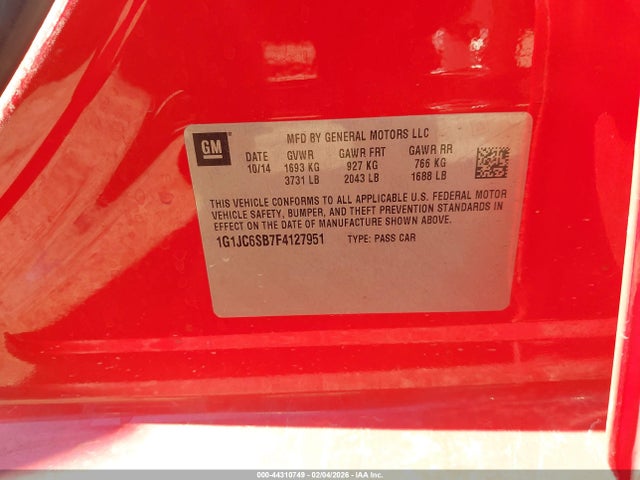 GM
MFD BY GENERAL MOTORS LLC
DATE GVWR GAWR FRT GAWR RR
10/14 1693 KG 927 KG 766 KG
3731 LB 2043 LB 1688 LB
THIS VEHICLE CONFORMS TO ALL APPLICABLE U.S. FEDERAL MOTOR
VEHICLE SAFETY, BUMPER, AND THEFT PREVENTION STANDARDS IN
EFFECT ON THE DATE OF MANUFACTURE SHOWN ABOVE.
1G1JC6SB7F4127951 TYPE: PASS CAR
000-44310749 - 02/04/2026 - IAA Inc.